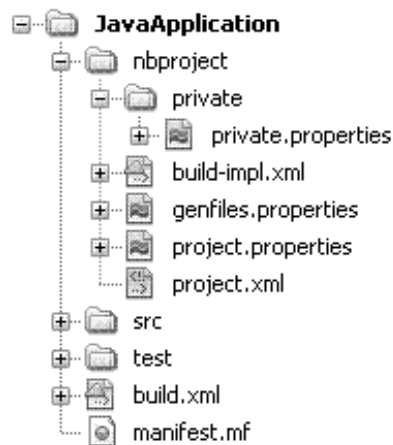 JavaApplication
nbproject
private
private.properties
build-impl.xml
genfiles.properties
project.properties
project.xml
src
test
build.xml
manifest.mf